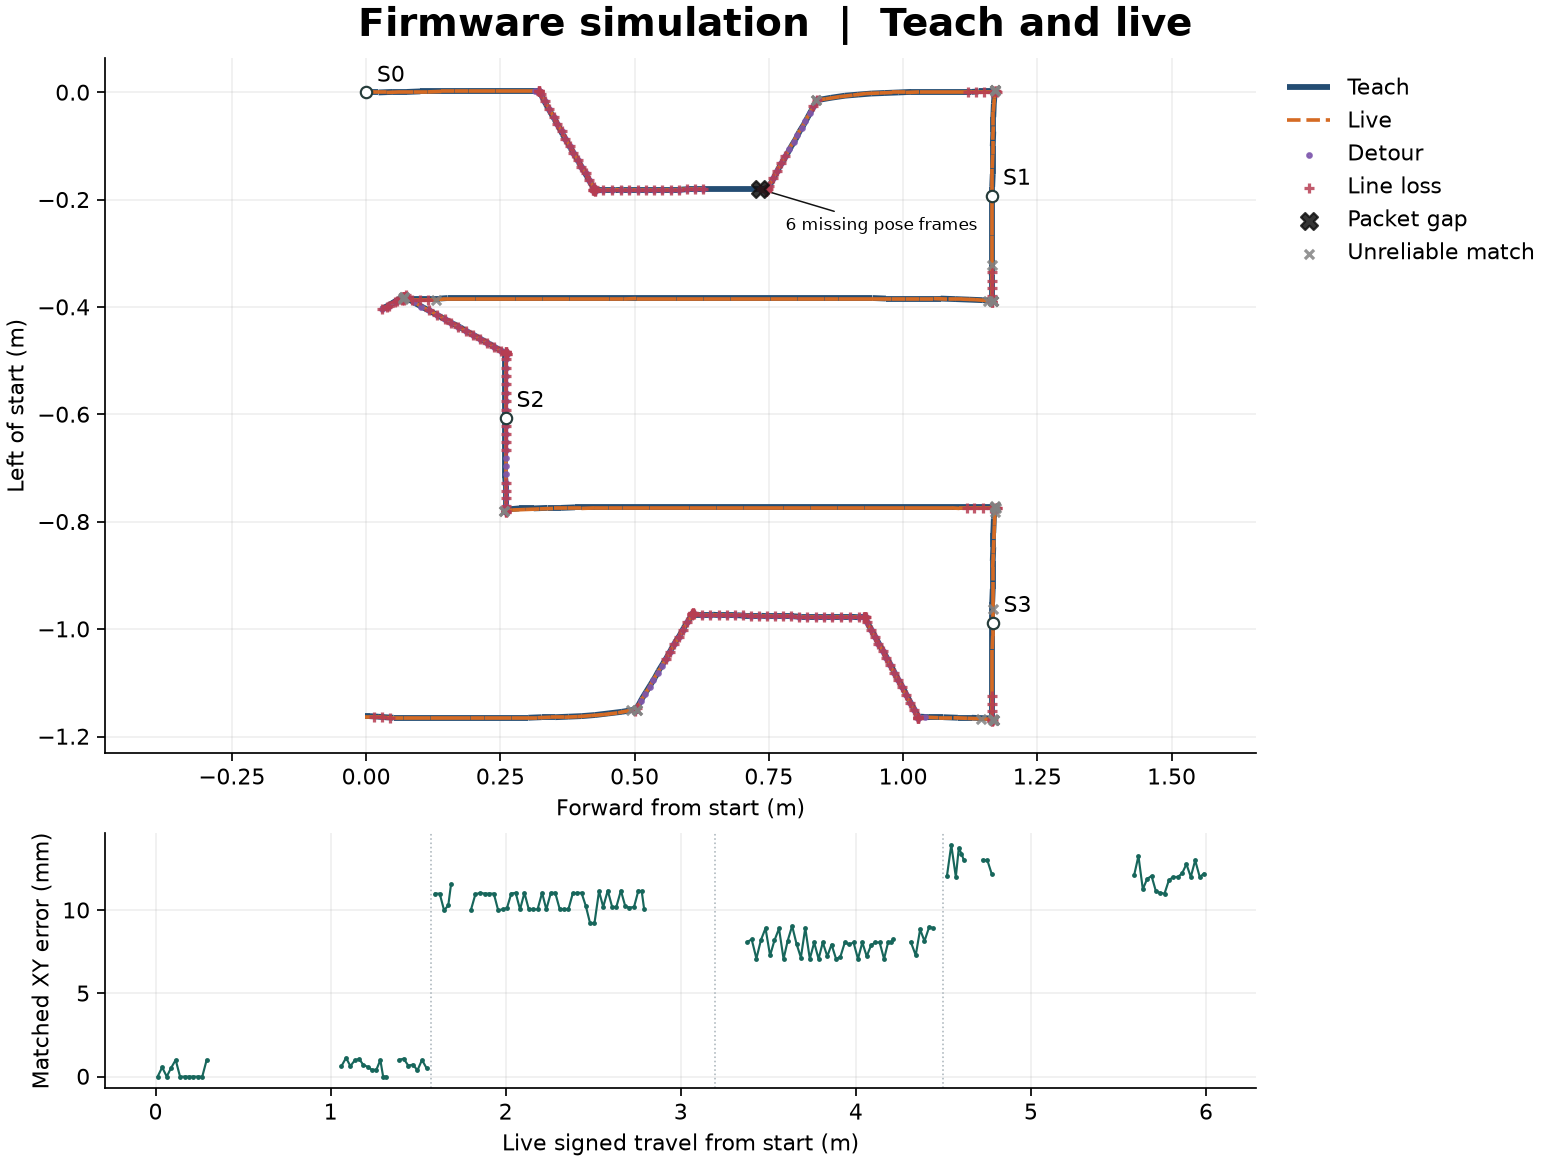 Firmware simulation | Teach and live
S0
S1
6 missing pose frames
S2
S3
0.0
−0.2
−0.4
−0.6
−0.8
−1.0
−1.2
Left of start (m)
−0.25
0.00
0.25
0.50
0.75
1.00
1.25
1.50
Forward from start (m)
Teach
Live
Detour
Line loss
Packet gap
Unreliable match
Matched XY error (mm)
10
5
0
0
1
2
3
4
5
6
Live signed travel from start (m)